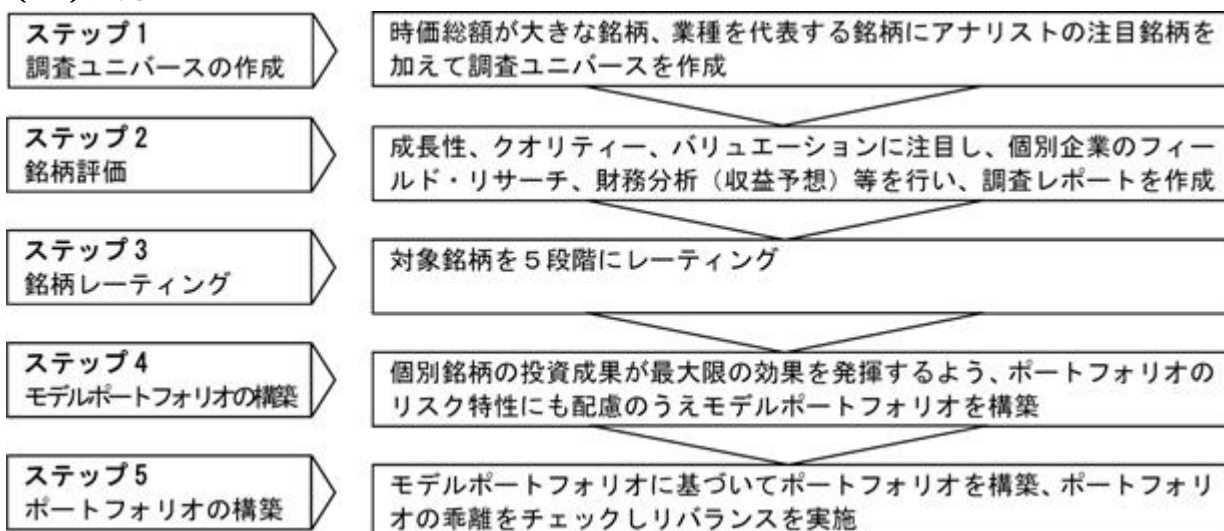 ステップ1
調査ユニバースの作成
時価総額が大きな銘柄、業種を代表する銘柄にアナリストの注目銘柄を
加えて調査ユニバースを作成
ステップ2
銘柄評価
成長性、クオリティー、バリュエーションに注目し、個別企業のフィー
ルド・リサーチ、財務分析（収益予想）等を行い、調査レポートを作成
ステップ3
銘柄レーティング
対象銘柄を5段階にレーティング
ステップ4
モデルポートフォリオの構築
個別銘柄の投資成果が最大限の効果を発揮するよう、ポートフォリオの
リスク特性にも配慮のうえモデルポートフォリオを構築
ステップ5
ポートフォリオの構築
モデルポートフォリオに基づいてポートフォリオを構築、ポートフォリ
オの乖離をチェックしリバランスを実施